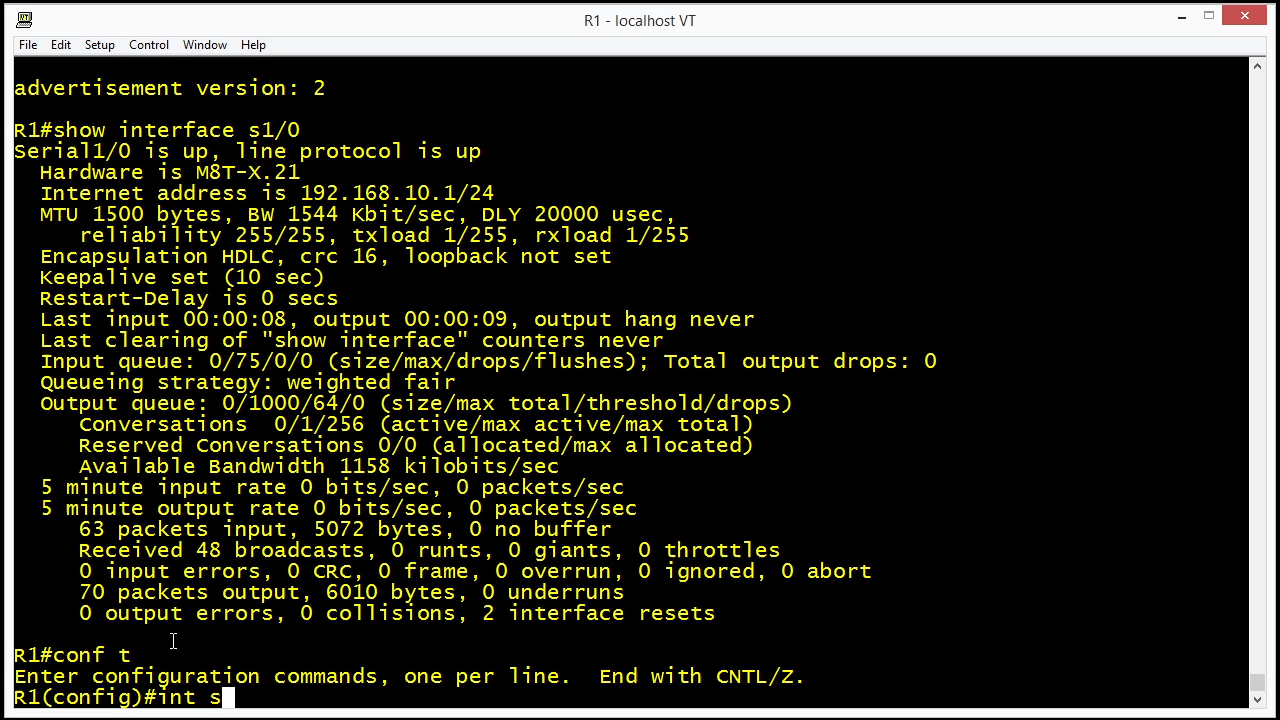 R1 - localhost VT
File Edit Setup Control Window Help
advertisement version: 2
R1#show interface s1/0
Serial1/0 is up, line protocol is up
Hardware is M8T-X.21
Internet address is 192.168.10.1/24
MTU 1500 bytes, BW 1544 Kbit/sec, DLY 20000 usec,
reliability 255/255, txload 1/255, rxload 1/255
Encapsulation HDLC, crc 16, loopback not set
Keepalive set (10 sec)
Restart-Delay is 0 secs
Last input 00:00:08, output 00:00:09, output hang never
Last clearing of "show interface" counters never
Input queue: 0/75/0/0 (size/max/drops/flushes); Total output drops: 0
Queueing strategy: weighted fair
Output queue: 0/1000/64/0 (size/max total/threshold/drops)
Conversations  0/1/256 (active/max active/max total)
Reserved Conversations 0/0 (allocated/max allocated)
Available Bandwidth 1158 kilobits/sec
5 minute input rate 0 bits/sec, 0 packets/sec
5 minute output rate 0 bits/sec, 0 packets/sec
63 packets input, 5072 bytes, 0 no buffer
Received 48 broadcasts, 0 runts, 0 giants, 0 throttles
0 input errors, 0 CRC, 0 frame, 0 overrun, 0 ignored, 0 abort
70 packets output, 6010 bytes, 0 underruns
0 output errors, 0 collisions, 2 interface resets
R1#conf t
Enter configuration commands, one per line.  End with CNTL/Z.
R1(config)#int s